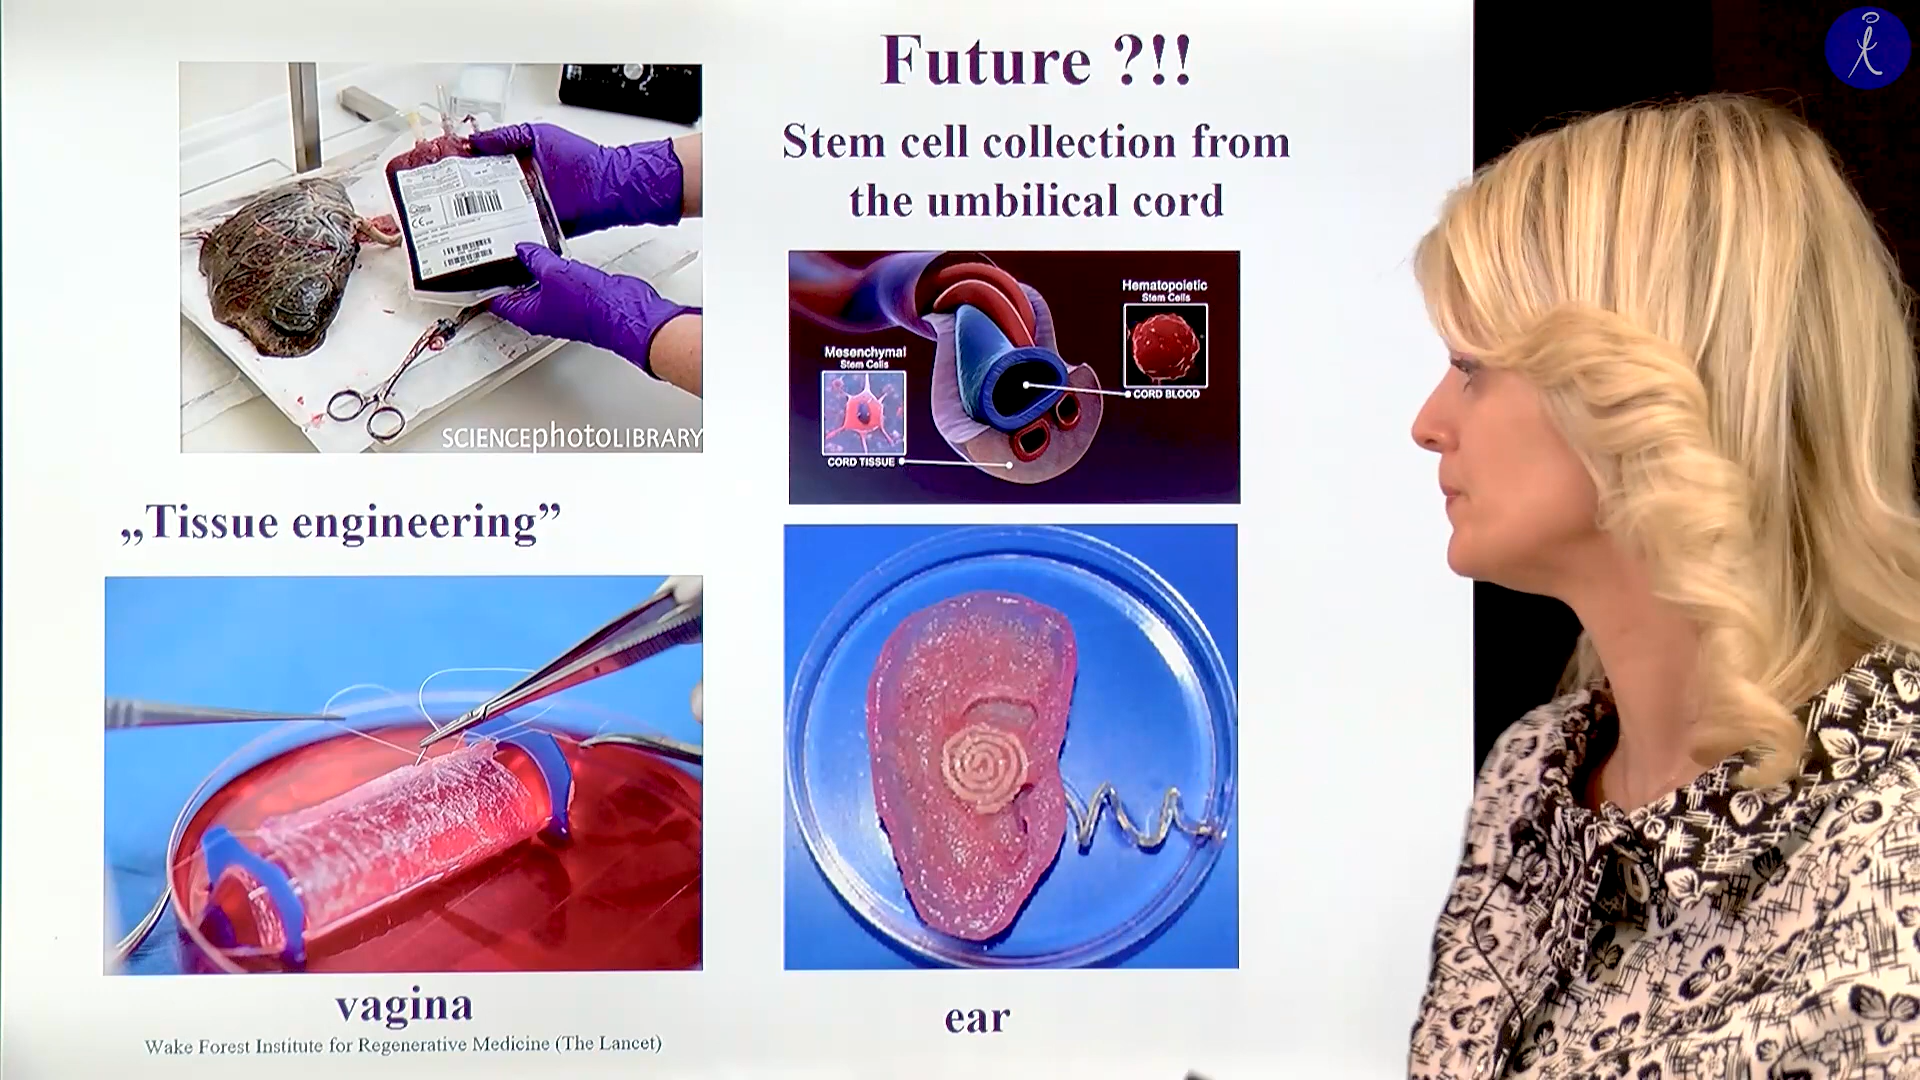 Future ?!!
Stem cell collection from
the umbilical cord
SCIENCEphotoLIBRARY
Hematopoietic
Stem Cells
Mesenchymal
Stem Cells
CORD BLOOD
CORD TISSUE
„Tissue engineering”
vagina
Wake Forest Institute for Regenerative Medicine (The Lancet)
ear